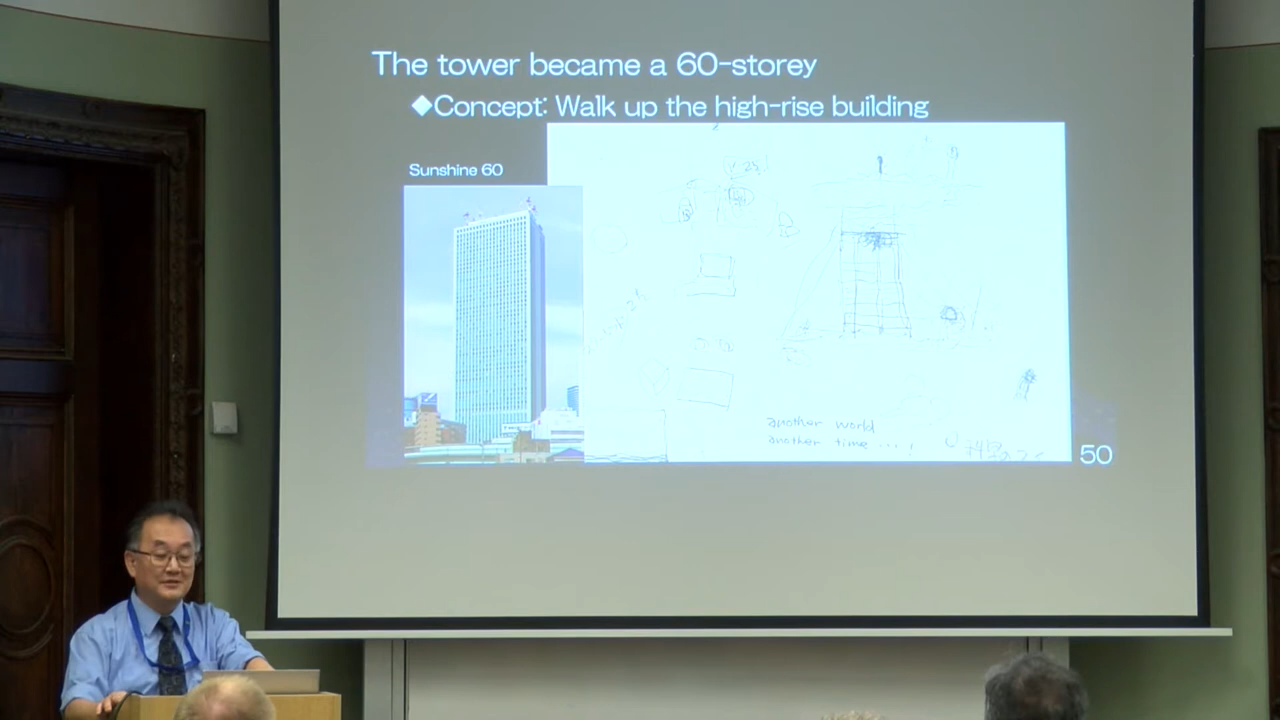 The tower became a 60-storey
◆Concept: Walk up the high-rise building
Sunshine 60
another world
another time ...!
50